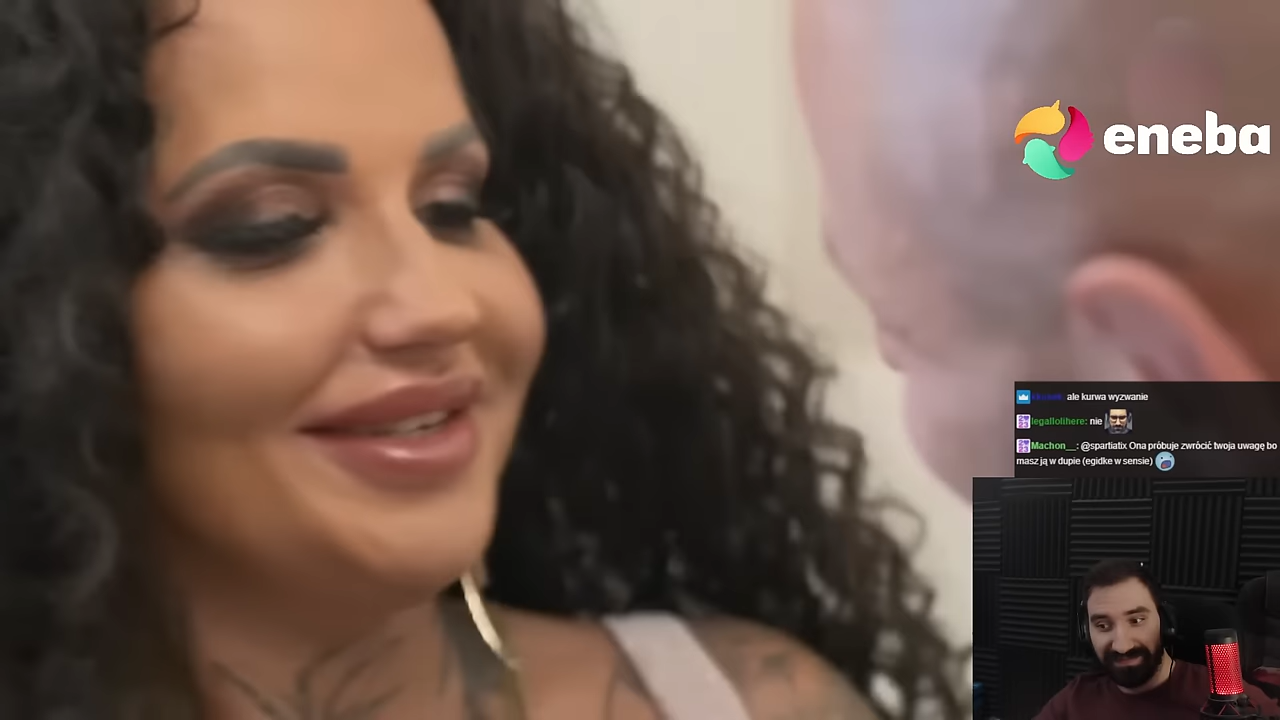 eneba
ale kurwa wyzwanie
legallolihere: nie
Machon__: @spartiatix Ona próbuje zwrócić twoja uwagę bo
masz ją w dupie (egidke w sensie)